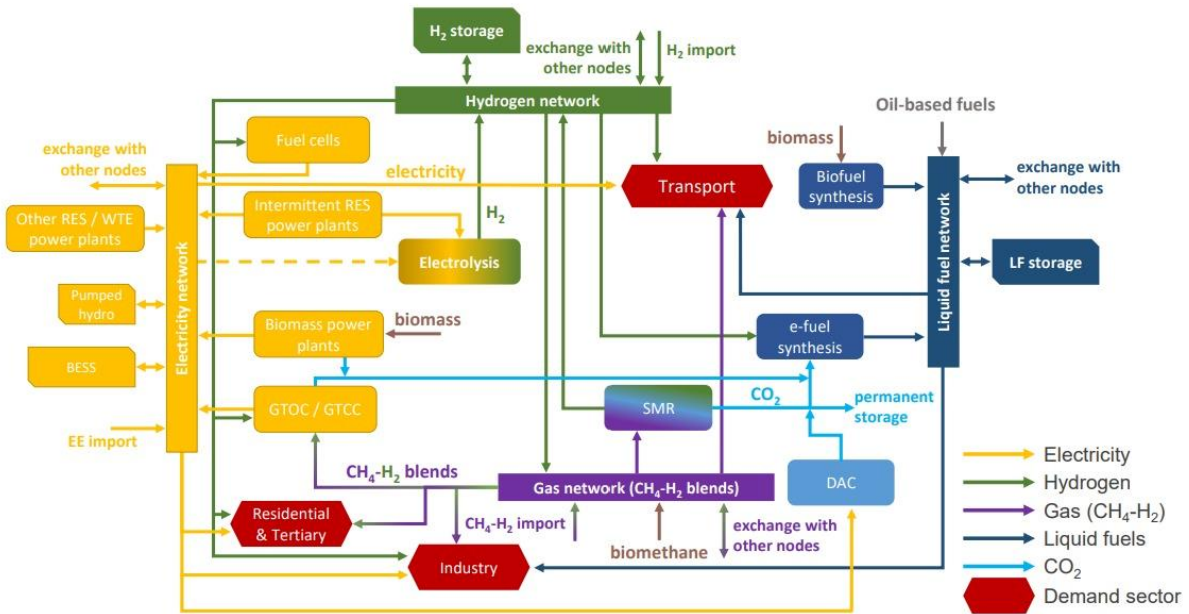 H₂ storage
exchange with
other nodes
H₂ import
Hydrogen network
Oil-based fuels
Fuel cells
biomass
exchange with
other nodes
electricity
Transport
Biofuel
synthesis
exchange with
other nodes
Other RES / WTE
power plants
Intermittent RES
power plants
H₂
Electrolysis
Electricity network
Liquid fuel network
LF storage
Pumped
hydro
Biomass power
plants
biomass
e-fuel
synthesis
BESS
GTOC / GTCC
SMR
CO₂
permanent
storage
EE import
CH₄-H₂ blends
Gas network (CH₄-H₂ blends)
DAC
Residential
& Tertiary
CH₄-H₂ import
biomethane
exchange with
other nodes
Industry
Electricity
Hydrogen
Gas (CH₄-H₂)
Liquid fuels
CO₂
Demand sector